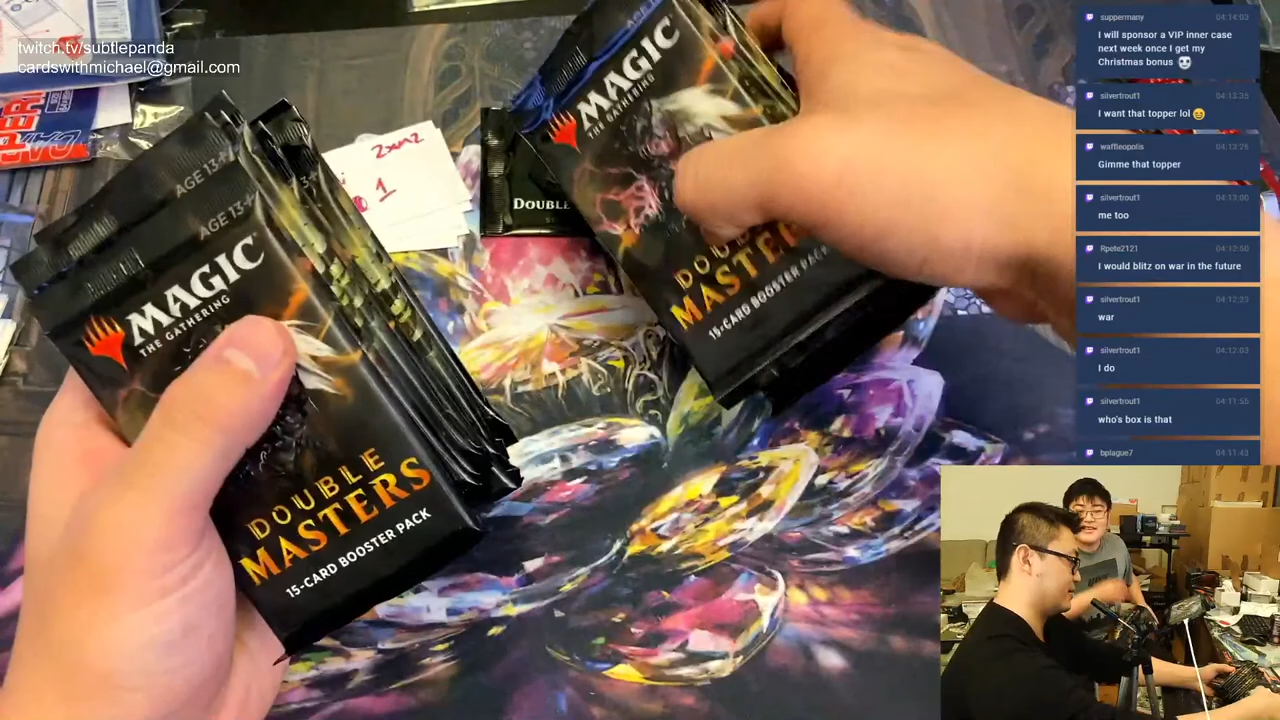 twitch.tv/subtlepanda
cardswithmichael@gmail.com
AGE 13+
AGE 13+
MAGIC
THE GATHERING
DOUBLE
MASTERS
15-CARD BOOSTER PACK
2xm2
1
DOUBLE
MAGIC
THE GATHERING
MASTERS
15-CARD BOOSTER PACK
suppermany 04:14:03
I will sponsor a VIP inner case
next week once I get my
Christmas bonus
silvertrout1 04:13:35
I want that topper lol
waffleopolis 04:13:26
Gimme that topper
silvertrout1 04:13:00
me too
Rpete2121 04:12:50
I would blitz on war in the future
silvertrout1 04:12:23
war
silvertrout1 04:12:03
I do
silvertrout1 04:11:55
who's box is that
bplague7 04:11:43